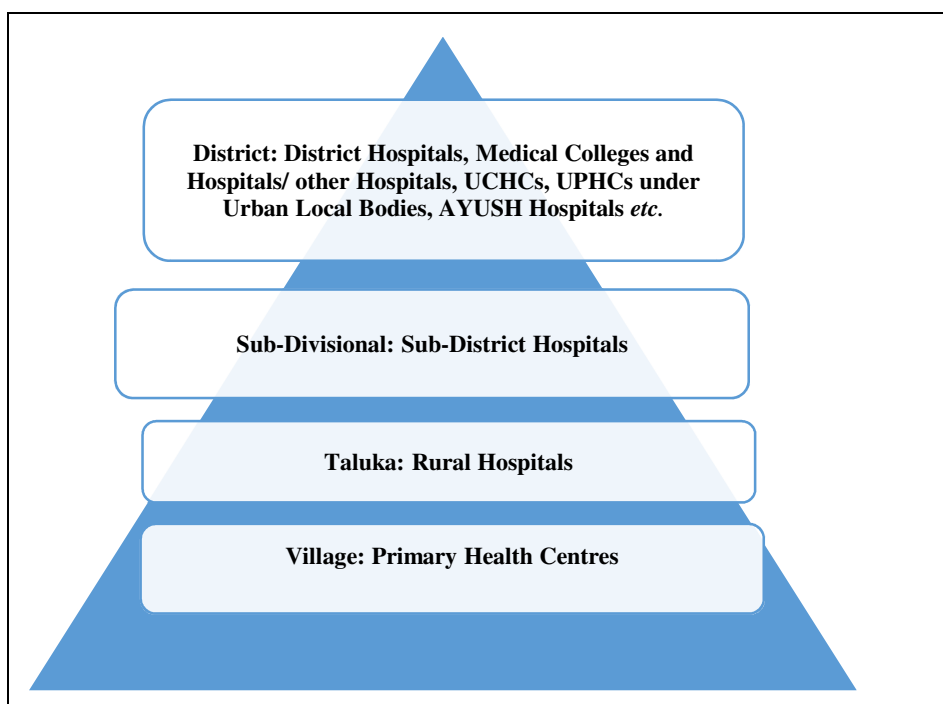 District: District Hospitals, Medical Colleges and
Hospitals/ other Hospitals, UCHCs, UPHCs under
Urban Local Bodies, AYUSH Hospitals etc.
Sub-Divisional: Sub-District Hospitals
Taluka: Rural Hospitals
Village: Primary Health Centres